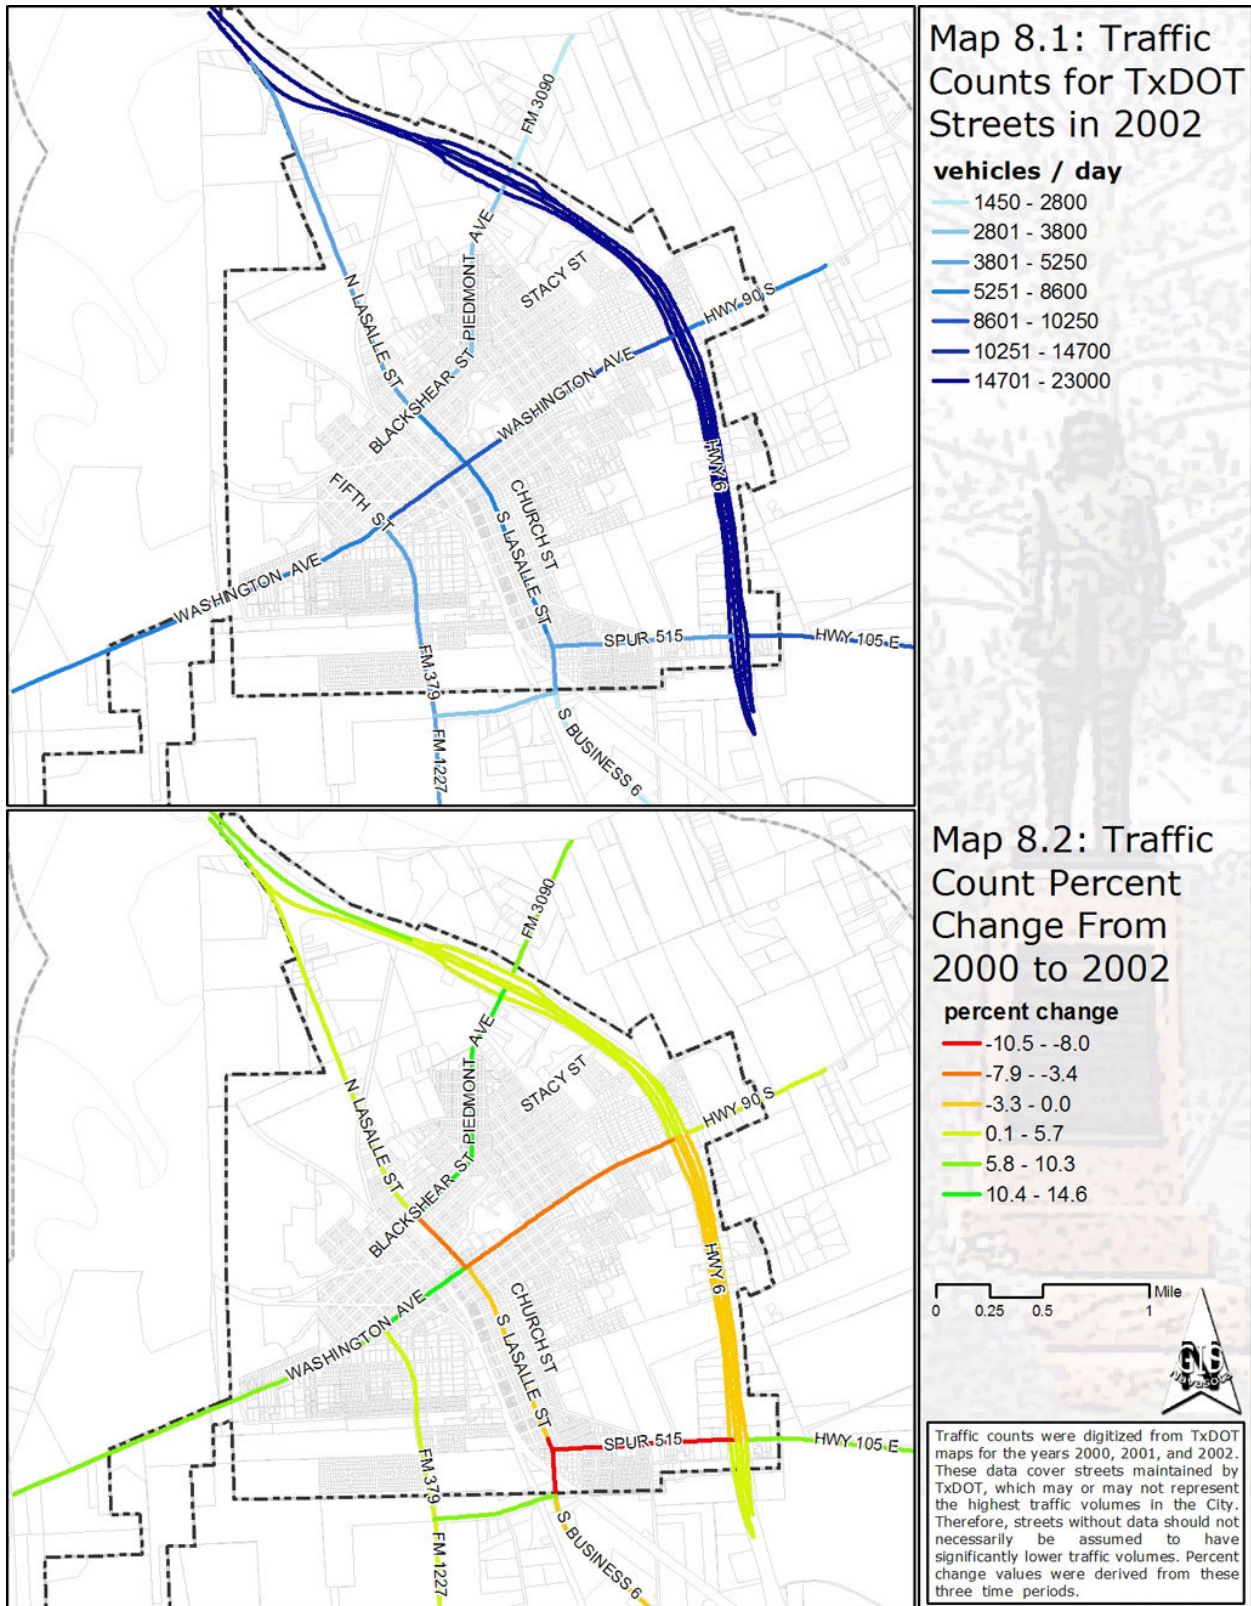 Map 8.1: Traffic
Counts for TxDOT
Streets in 2002
vehicles / day
1450 - 2800
2801 - 3800
3801 - 5250
5251 - 8600
8601 - 10250
10251 - 14700
14701 - 23000
FM 3090
PIEDMONT AVE
STACY ST
N LASALLE ST
HWY 90 S
BLACKSHEAR ST
WASHINGTON AVE
FIFTH ST
CHURCH ST
HWY 6
S LASALLE ST
WASHINGTON AVE
SPUR 515
HWY 105 E
FM 379
FM 1227
S BUSINESS 6
Map 8.2: Traffic
Count Percent
Change From
2000 to 2002
percent change
-10.5 - -8.0
-7.9 - -3.4
-3.3 - 0.0
0.1 - 5.7
5.8 - 10.3
10.4 - 14.6
FM 3090
PIEDMONT AVE
STACY ST
N LASALLE ST
HWY 90 S
BLACKSHEAR ST
HWY 6
CHURCH ST
WASHINGTON AVE
S LASALLE ST
SPUR 515
HWY 105 E
FM 379
FM 1227
S BUSINESS 6
0 0.25 0.5 1 Mile
GIS
N
Navasota
Traffic counts were digitized from TxDOT
maps for the years 2000, 2001, and 2002.
These data cover streets maintained by
TxDOT, which may or may not represent
the highest traffic volumes in the City.
Therefore, streets without data should not
necessarily be assumed to have
significantly lower traffic volumes. Percent
change values were derived from these
three time periods.